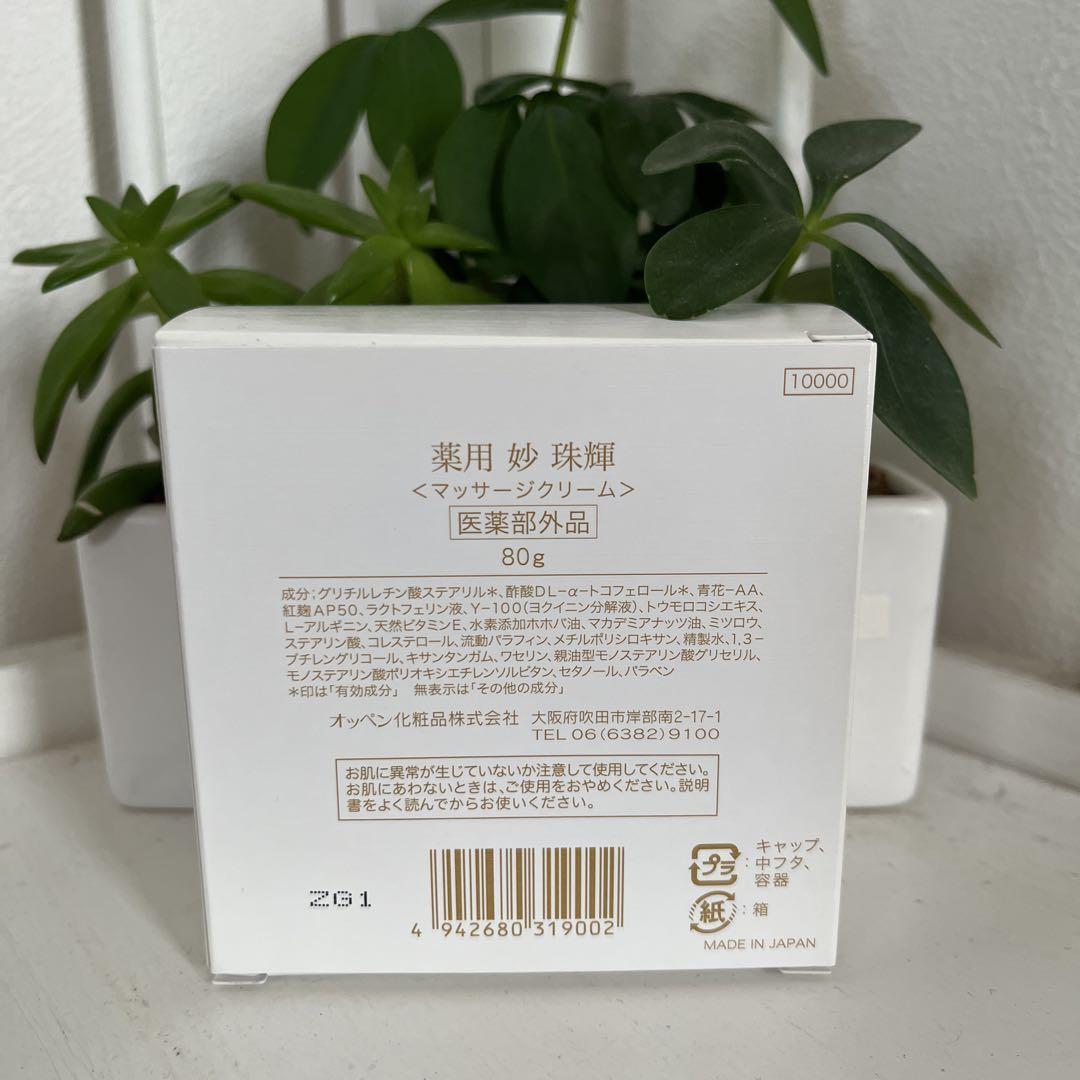 10000
薬用 妙 珠輝
<マッサージクリーム>
医薬部外品
80g
成分:グリチルレチン酸ステアリル*、酢酸DL-α-トコフェロール*、青花-AA、
紅麹AP50、ラクトフェリン液、Y-100(ヨクイニン分解液)、トウモロコシエキス、
L-アルギニン、天然ビタミンE、水素添加ホホバ油、マカデミアナッツ油、ミツロウ、
ステアリン酸、コレステロール、流動パラフィン、メチルポリシロキサン、精製水、1,3-
ブチレングリコール、キサンタンガム、ワセリン、親油型モノステアリン酸グリセリル、
モノステアリン酸ポリオキシエチレンソルビタン、セタノール、パラベン
*印は「有効成分」 無表示は「その他の成分」
オッペン化粧品株式会社 大阪府吹田市岸部南2-17-1
TEL 06(6382)9100
お肌に異常が生じていないか注意して使用してください。
お肌にあわないときは、ご使用をおやめください。説明
書をよく読んでからお使いください。
ZG1
4 942680 319002
プラ:キャップ、
中フタ、
容器
紙:箱
MADE IN JAPAN